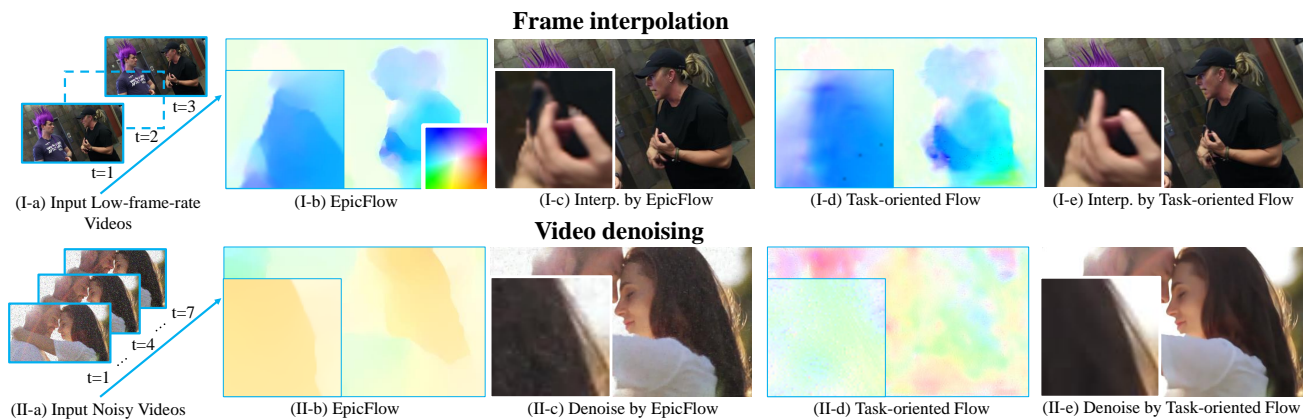 Frame interpolation
t=3
t=2
t=1
(I-a) Input Low-frame-rate
Videos
(I-b) EpicFlow
(I-c) Interp. by EpicFlow
(I-d) Task-oriented Flow
(I-e) Interp. by Task-oriented Flow
Video denoising
t=7
...
t=4
...
t=1
(II-a) Input Noisy Videos
(II-b) EpicFlow
(II-c) Denoise by EpicFlow
(II-d) Task-oriented Flow
(II-e) Denoise by Task-oriented Flow